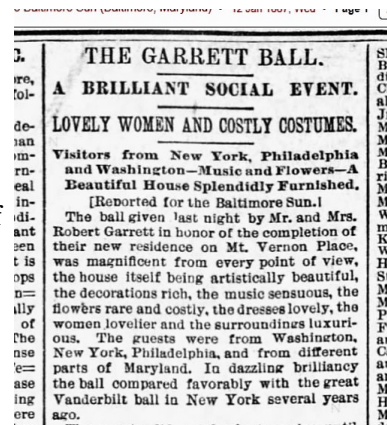 Baltimore Sun (Baltimore, Maryland) 12 Jan 1887, Wed Page 1
THE GARRETT BALL.
A BRILLIANT SOCIAL EVENT.
LOVELY WOMEN AND COSTLY COSTUMES.
Visitors from New York, Philadelphia
and Washington—Music and Flowers—A
Beautiful House Splendidly Furnished.
[Reported for the Baltimore Sun.]
The ball given last night by Mr. and Mrs.
Robert Garrett in honor of the completion of
their new residence on Mt. Vernon Place,
was magnificent from every point of view,
the house itself being artistically beautiful,
the decorations rich, the music sensuous, the
flowers rare and costly, the dresses lovely, the
women lovelier and the surroundings luxuri-
ous. The guests were from Washington,
New York, Philadelphia, and from different
parts of Maryland. In dazzling brilliancy
the ball compared favorably with the great
Vanderbilt ball in New York several years
ago.